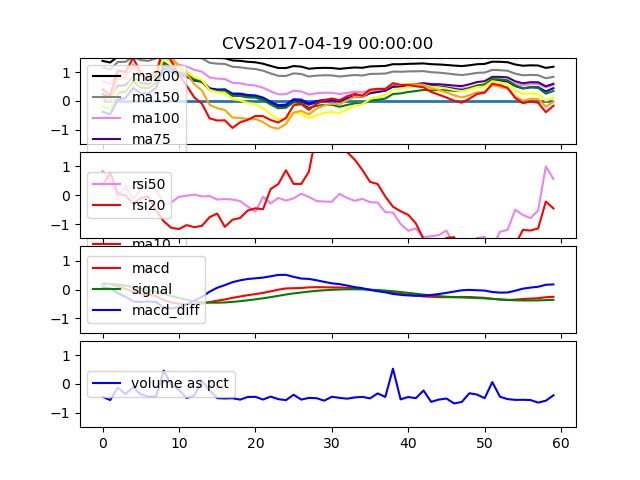 CVS2017-04-19 00:00:00
1
0
−1
ma200
ma150
ma100
ma75
1
0
−1
rsi50
rsi20
ma10
1
0
−1
macd
signal
macd_diff
1
0
−1
volume as pct
0 10 20 30 40 50 60